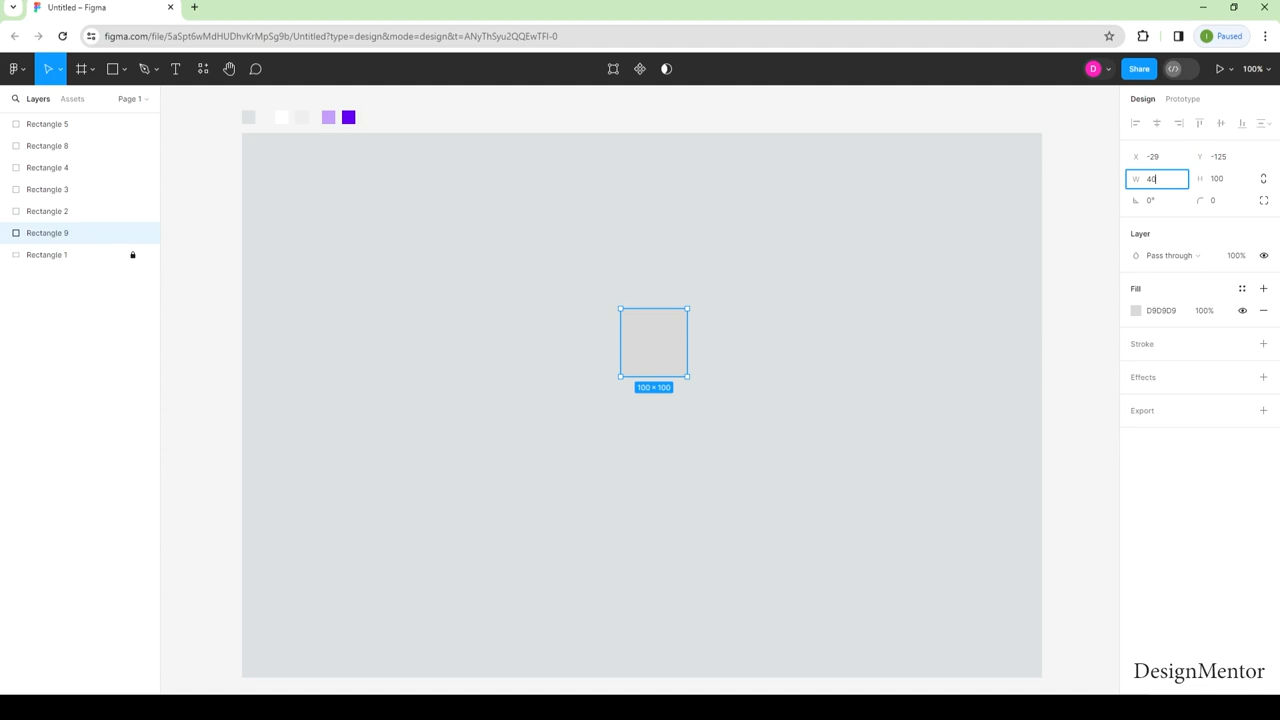 Untitled – Figma
figma.com/file/5aSpt6wMdHUDhvKrMpSg9b/Untitled?type=design&mode=design&t=ANyThSyu2QQEwTFI-0
I Paused
D Share 100%
Layers Assets Page 1
Rectangle 5
Rectangle 8
Rectangle 4
Rectangle 3
Rectangle 2
Rectangle 9
Rectangle 1
100 × 100
Design Prototype
X -29 Y -125
W 40 H 100
0° 0
Layer
Pass through 100%
Fill
D9D9D9 100%
Stroke
Effects
Export
DesignMentor